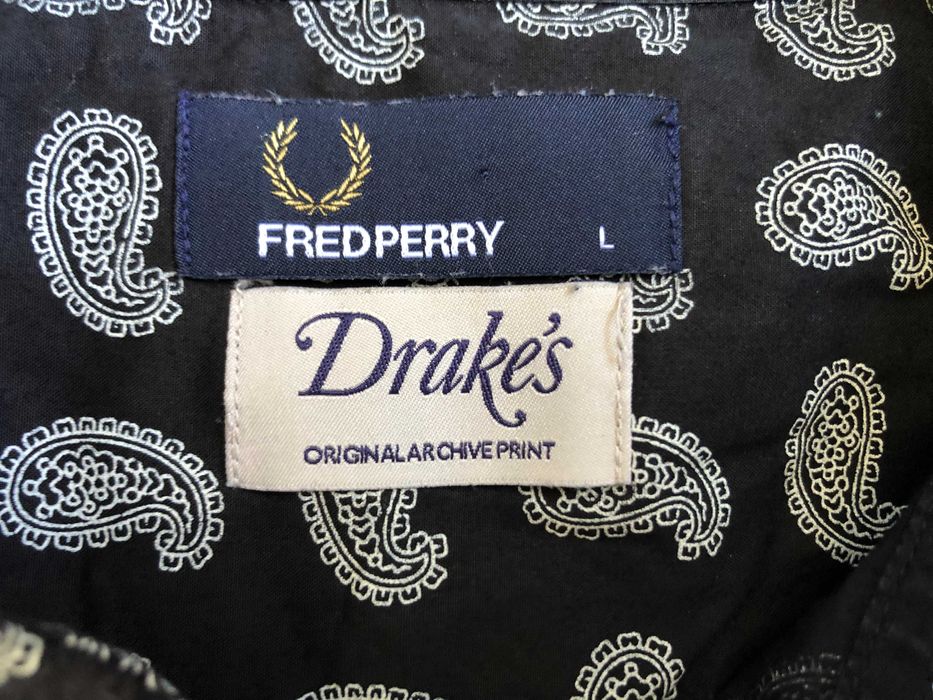 FRED PERRY L
Drake's
ORIGINAL ARCHIVE PRINT